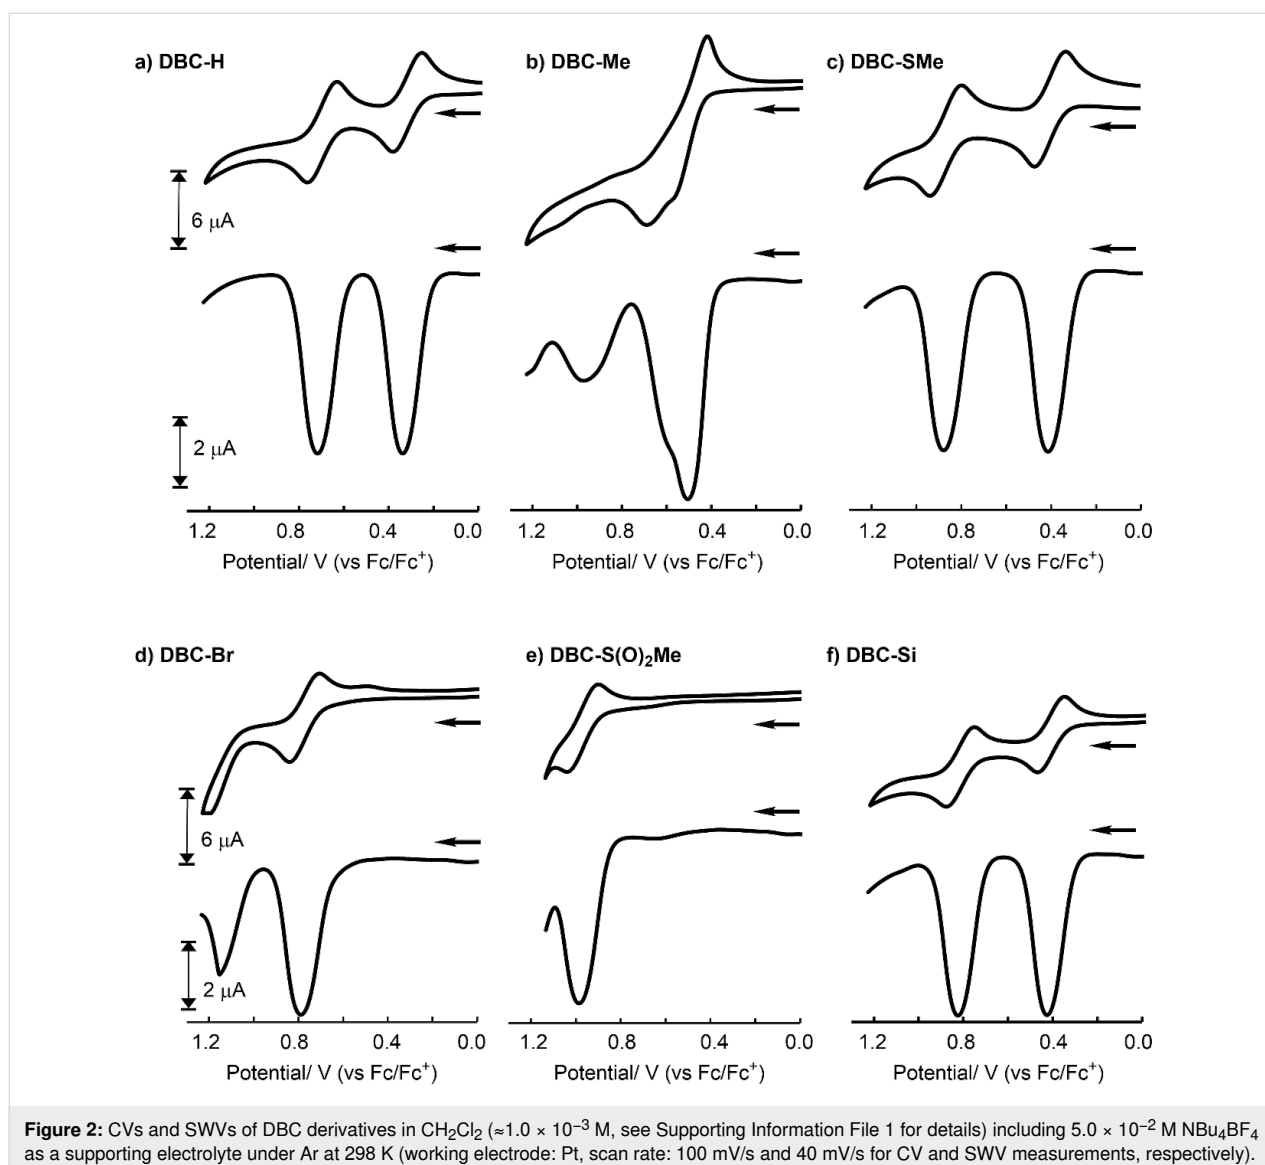 a) DBC-H
b) DBC-Me
c) DBC-SMe
6 μA
2 μA
1.2 0.8 0.4 0.0
1.2 0.8 0.4 0.0
1.2 0.8 0.4 0.0
Potential/ V (vs Fc/Fc⁺)
Potential/ V (vs Fc/Fc⁺)
Potential/ V (vs Fc/Fc⁺)
d) DBC-Br
e) DBC-S(O)₂Me
f) DBC-Si
6 μA
2 μA
1.2 0.8 0.4 0.0
1.2 0.8 0.4 0.0
1.2 0.8 0.4 0.0
Potential/ V (vs Fc/Fc⁺)
Potential/ V (vs Fc/Fc⁺)
Potential/ V (vs Fc/Fc⁺)
Figure 2: CVs and SWVs of DBC derivatives in CH₂Cl₂ (≈1.0 × 10⁻³ M, see Supporting Information File 1 for details) including 5.0 × 10⁻² M NBu₄BF₄
as a supporting electrolyte under Ar at 298 K (working electrode: Pt, scan rate: 100 mV/s and 40 mV/s for CV and SWV measurements, respectively).